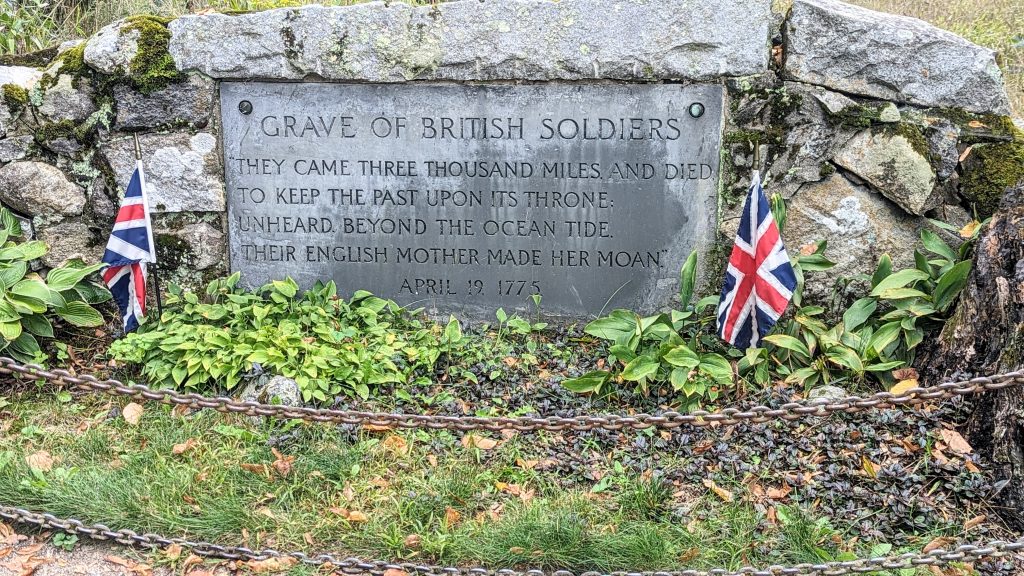 GRAVE OF BRITISH SOLDIERS
"THEY CAME THREE THOUSAND MILES, AND DIED,
TO KEEP THE PAST UPON ITS THRONE:
UNHEARD, BEYOND THE OCEAN TIDE,
THEIR ENGLISH MOTHER MADE HER MOAN."
APRIL 19, 1775